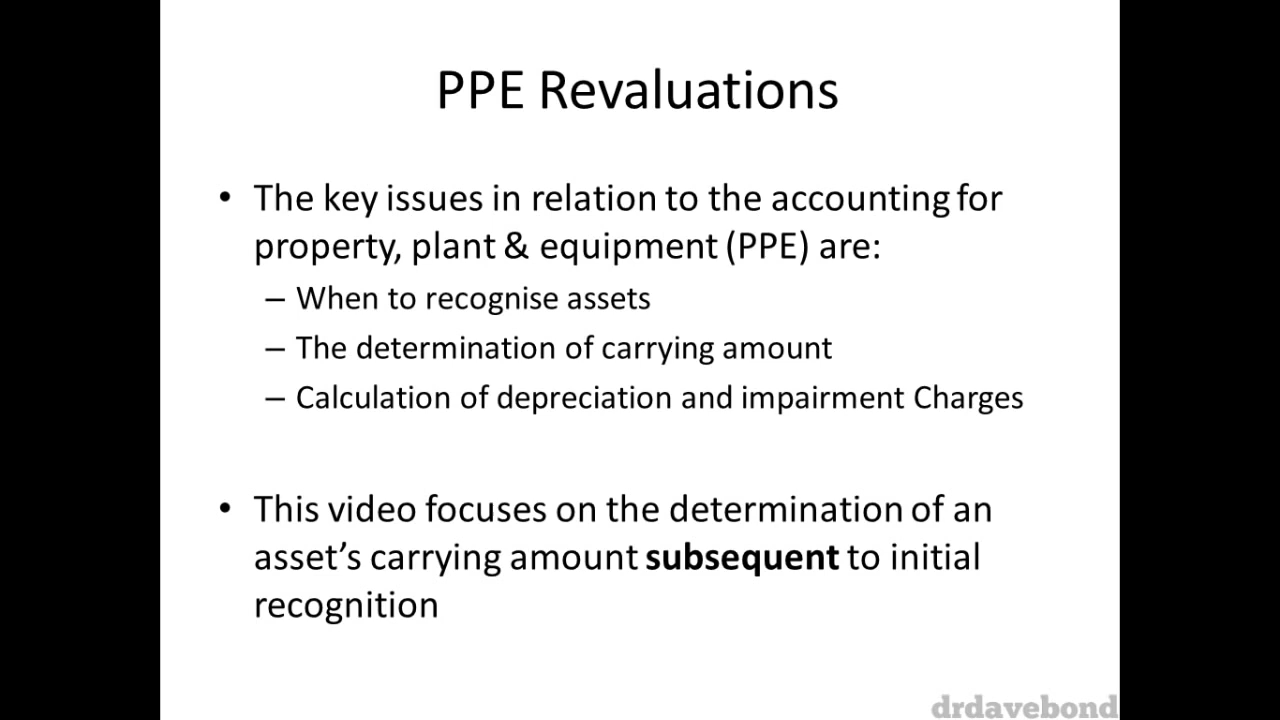 PPE Revaluations
• The key issues in relation to the accounting for
property, plant & equipment (PPE) are:
– When to recognise assets
– The determination of carrying amount
– Calculation of depreciation and impairment Charges
• This video focuses on the determination of an
asset’s carrying amount subsequent to initial
recognition
drdavebond